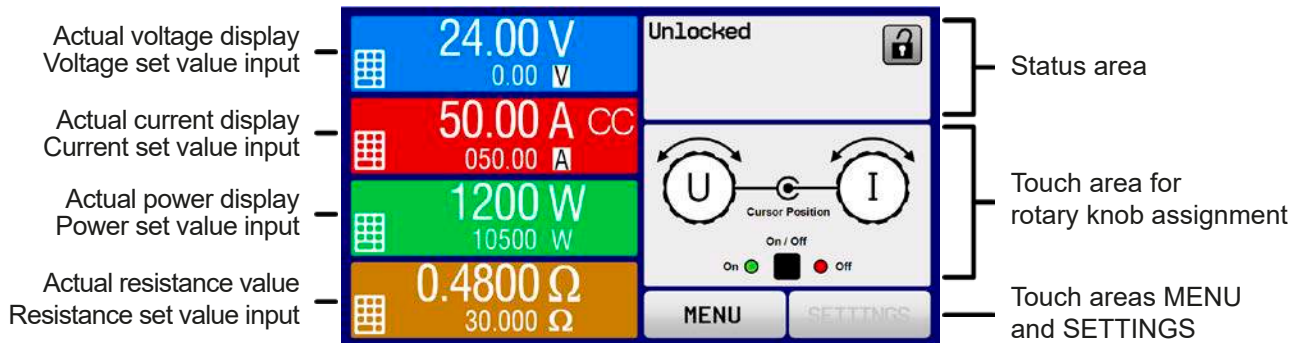 Actual voltage display
Voltage set value input
Actual current display
Current set value input
Actual power display
Power set value input
Actual resistance value
Resistance set value input
24.00 V
0.00 V
50.00 A CC
050.00 A
1200 W
10500 W
0.4800 Ω
30.000 Ω
Unlocked
U
I
Cursor Position
On / Off
On
Off
MENU
SETTINGS
Status area
Touch area for
rotary knob assignment
Touch areas MENU
and SETTINGS